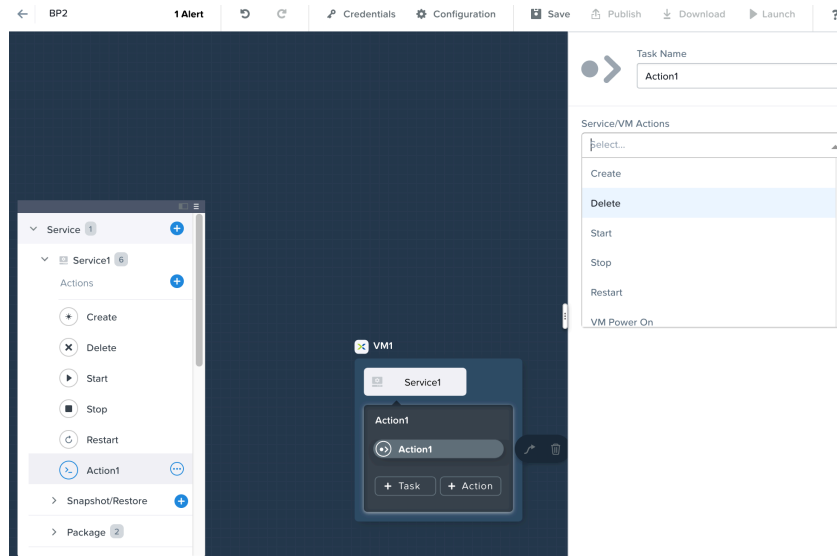 BP2 1 Alert Credentials Configuration Save Publish Download Launch ?
Task Name
Action1
Service/VM Actions
Select...
Create
Delete
Start
Stop
Restart
VM Power On
Service 1
Service1 6
Actions
Create
Delete
Start
Stop
Restart
Action1
Snapshot/Restore
Package 2
VM1
Service1
Action1
Action1
+ Task + Action